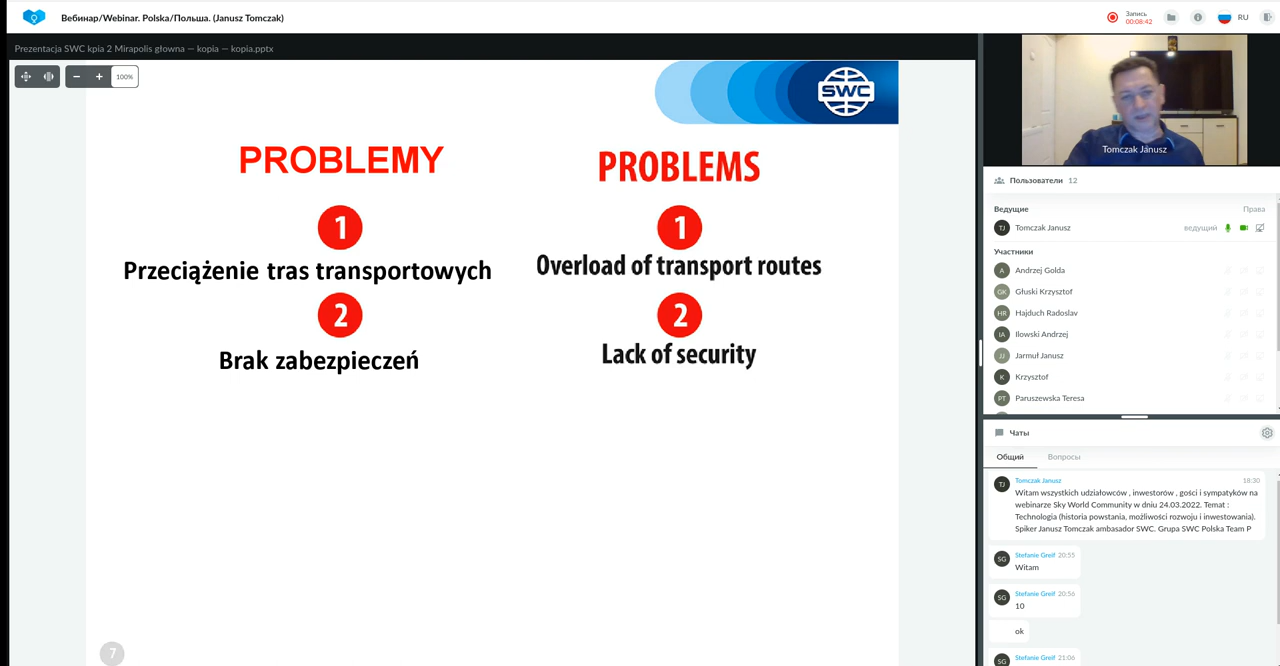 Вебинар/Webinar. Polska/Польша. (Janusz Tomczak)
Запись
00:08:42
RU
Prezentacja SWC kpia 2 Mirapolis głowna — kopia — kopia.pptx
100%
SWC
PROBLEMY
PROBLEMS
1
1
Przeciążenie tras transportowych
Overload of transport routes
2
2
Brak zabezpieczeń
Lack of security
7
Tomczak Janusz
Пользователи 12
Ведущие Права
TJ Tomczak Janusz ведущий
Участники
A Andrzej Golda
GK Głuski Krzysztof
HR Hajduch Radoslav
IA Ilowski Andrzej
JJ Jarmuł Janusz
K Krzysztof
PT Paruszewska Teresa
Чаты
Общий Вопросы
TJ Tomczak Janusz 18:30
Witam wszystkich udziałowców , inwestorów , gości i sympatyków na
webinarze Sky World Community w dniu 24.03.2022. Temat :
Technologia (historia powstania, możliwości rozwoju i inwestowania).
Spiker Janusz Tomczak ambasador SWC. Grupa SWC Polska Team P
SG Stefanie Greif 20:55
Witam
SG Stefanie Greif 20:56
10
ok
SG Stefanie Greif 21:06